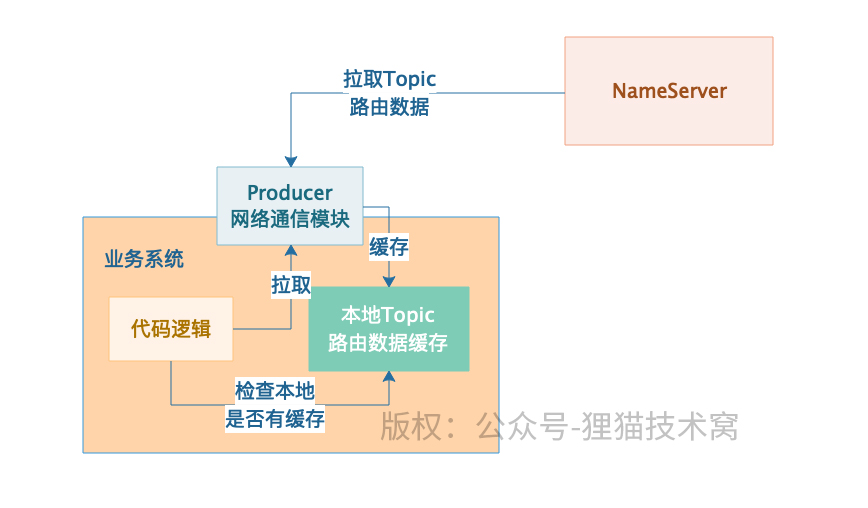 拉取Topic
路由数据
NameServer
Producer
网络通信模块
业务系统
缓存
拉取
本地Topic
路由数据缓存
代码逻辑
检查本地
是否有缓存
版权：公众号-狸猫技术窝